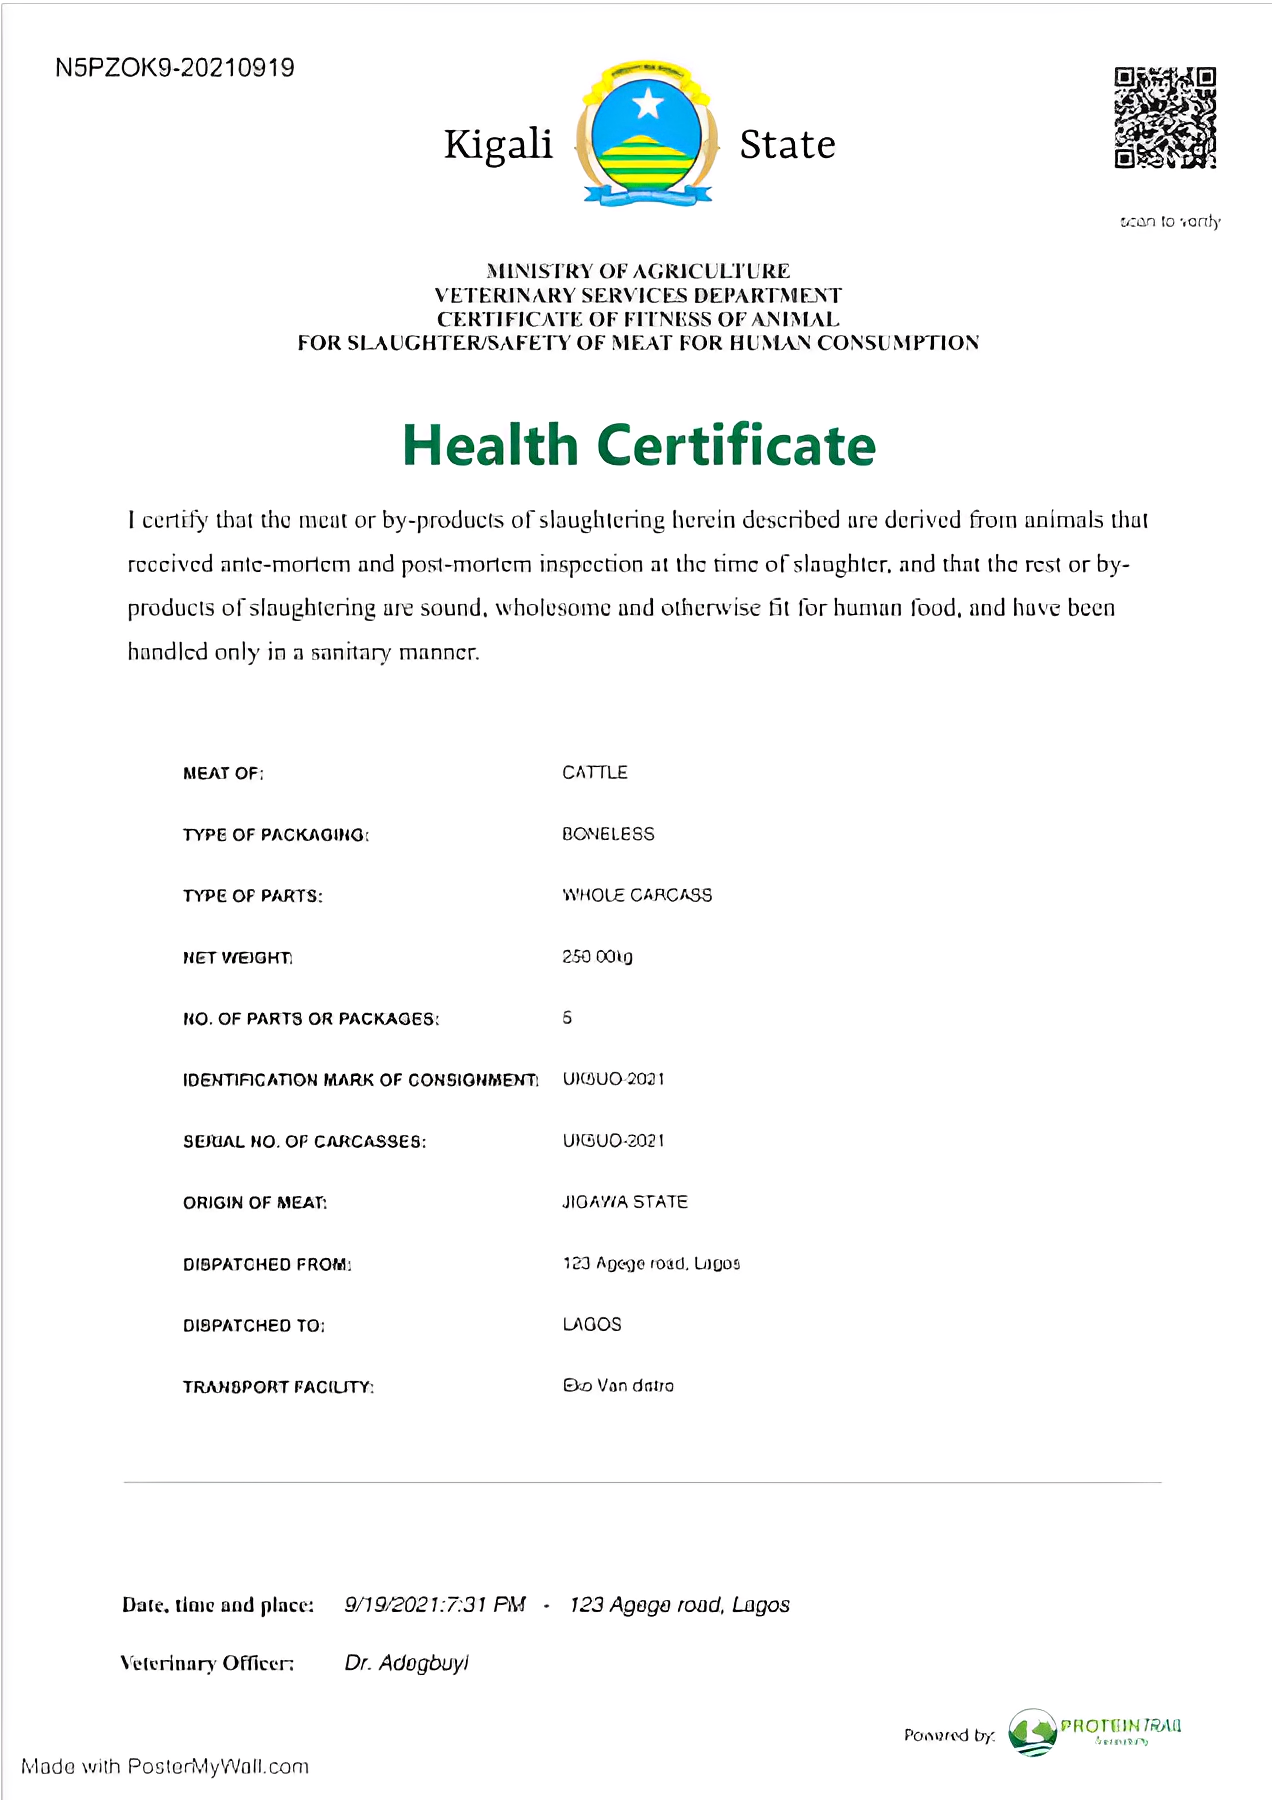 N5PZOK9-20210919
Kigali State
scan to verify
MINISTRY OF AGRICULTURE
VETERINARY SERVICES DEPARTMENT
CERTIFICATE OF FITNESS OF ANIMAL
FOR SLAUGHTER/SAFETY OF MEAT FOR HUMAN CONSUMPTION
Health Certificate
I certify that the meat or by-products of slaughtering herein described are derived from animals that
received ante-mortem and post-mortem inspection at the time of slaughter, and that the rest or by-
products of slaughtering are sound, wholesome and otherwise fit for human food, and have been
handled only in a sanitary manner.
MEAT OF: CATTLE
TYPE OF PACKAGING: BONELESS
TYPE OF PARTS: WHOLE CARCASS
NET WEIGHT: 250.00kg
NO. OF PARTS OR PACKAGES: 5
IDENTIFICATION MARK OF CONSIGNMENT:
SERIAL NO. OF CARCASSES:
ORIGIN OF MEAT: JIGAWA STATE
DISPATCHED FROM: 123 Agege road, Lagos
DISPATCHED TO: LAGOS
TRANSPORT FACILITY: Eko Van
Date, time and place: 9/19/2021:7:31 PM - 123 Agege road, Lagos
Veterinary Officer: Dr. Adegbuyi
Powered by: PROTEINTRAIL
Made with PosterMyWall.com